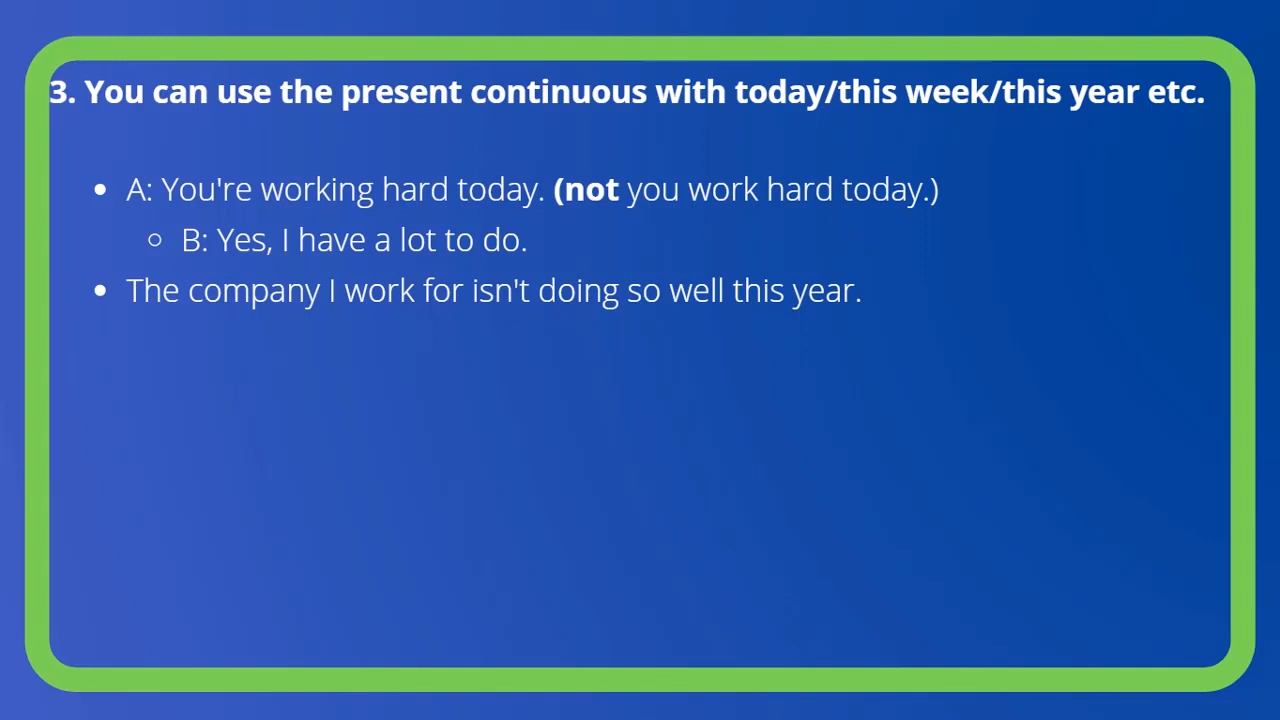 3. You can use the present continuous with today/this week/this year etc.
• A: You're working hard today. (not you work hard today.)
○ B: Yes, I have a lot to do.
• The company I work for isn't doing so well this year.